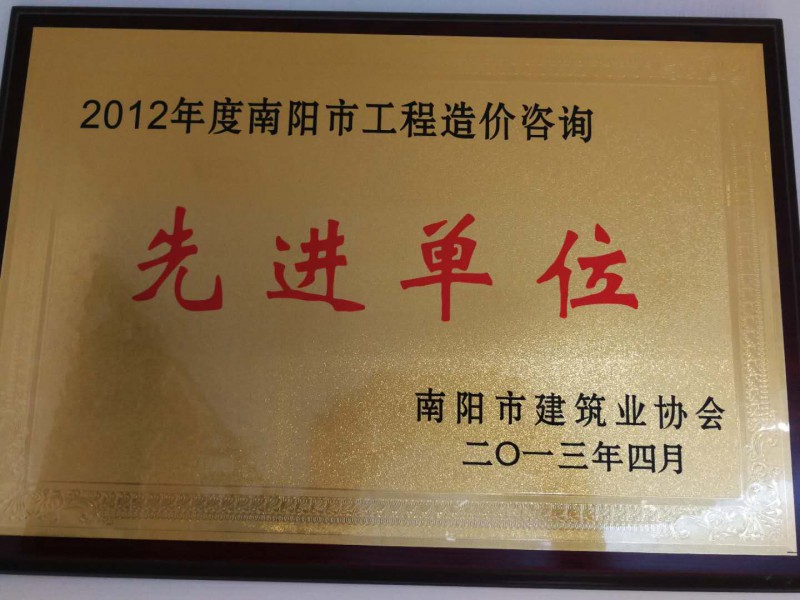 2012年度南阳市工程造价咨询
先进单位
南阳市建筑业协会
二〇一三年四月